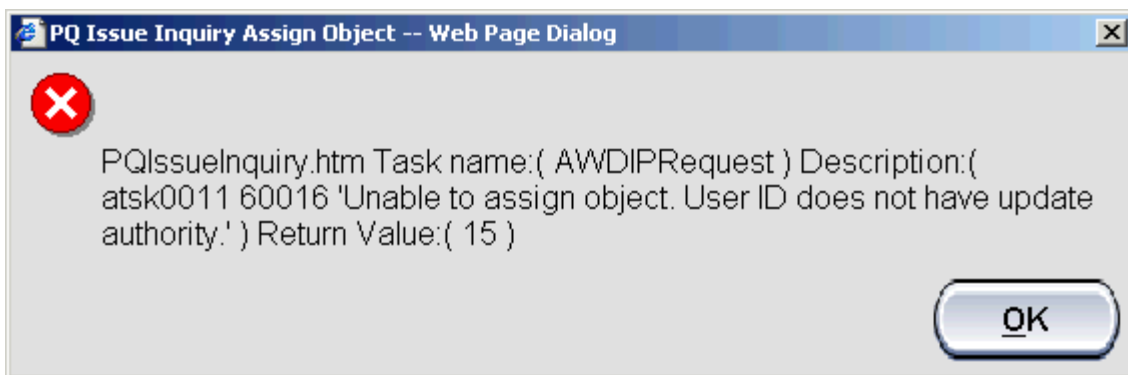 PQ Issue Inquiry Assign Object -- Web Page Dialog
PQIssueInquiry.htm Task name:( AWDIPRequest ) Description:(
atsk0011 60016 'Unable to assign object. User ID does not have update
authority.' ) Return Value:( 15 )
OK